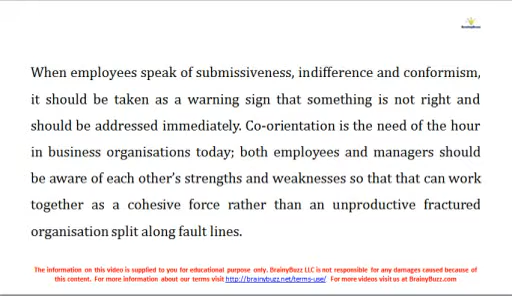 BrainyBuzz
When employees speak of submissiveness, indifference and conformism,
it should be taken as a warning sign that something is not right and
should be addressed immediately. Co-orientation is the need of the hour
in business organisations today; both employees and managers should
be aware of each other's strengths and weaknesses so that that can work
together as a cohesive force rather than an unproductive fractured
organisation split along fault lines.
The information on this video is supplied to you for educational purpose only. BrainyBuzz LLC is not responsible for any damages caused because of
this content. For more information about our terms visit http://brainybuzz.net/terms-use/ For more videos visit us at BrainyBuzz.com